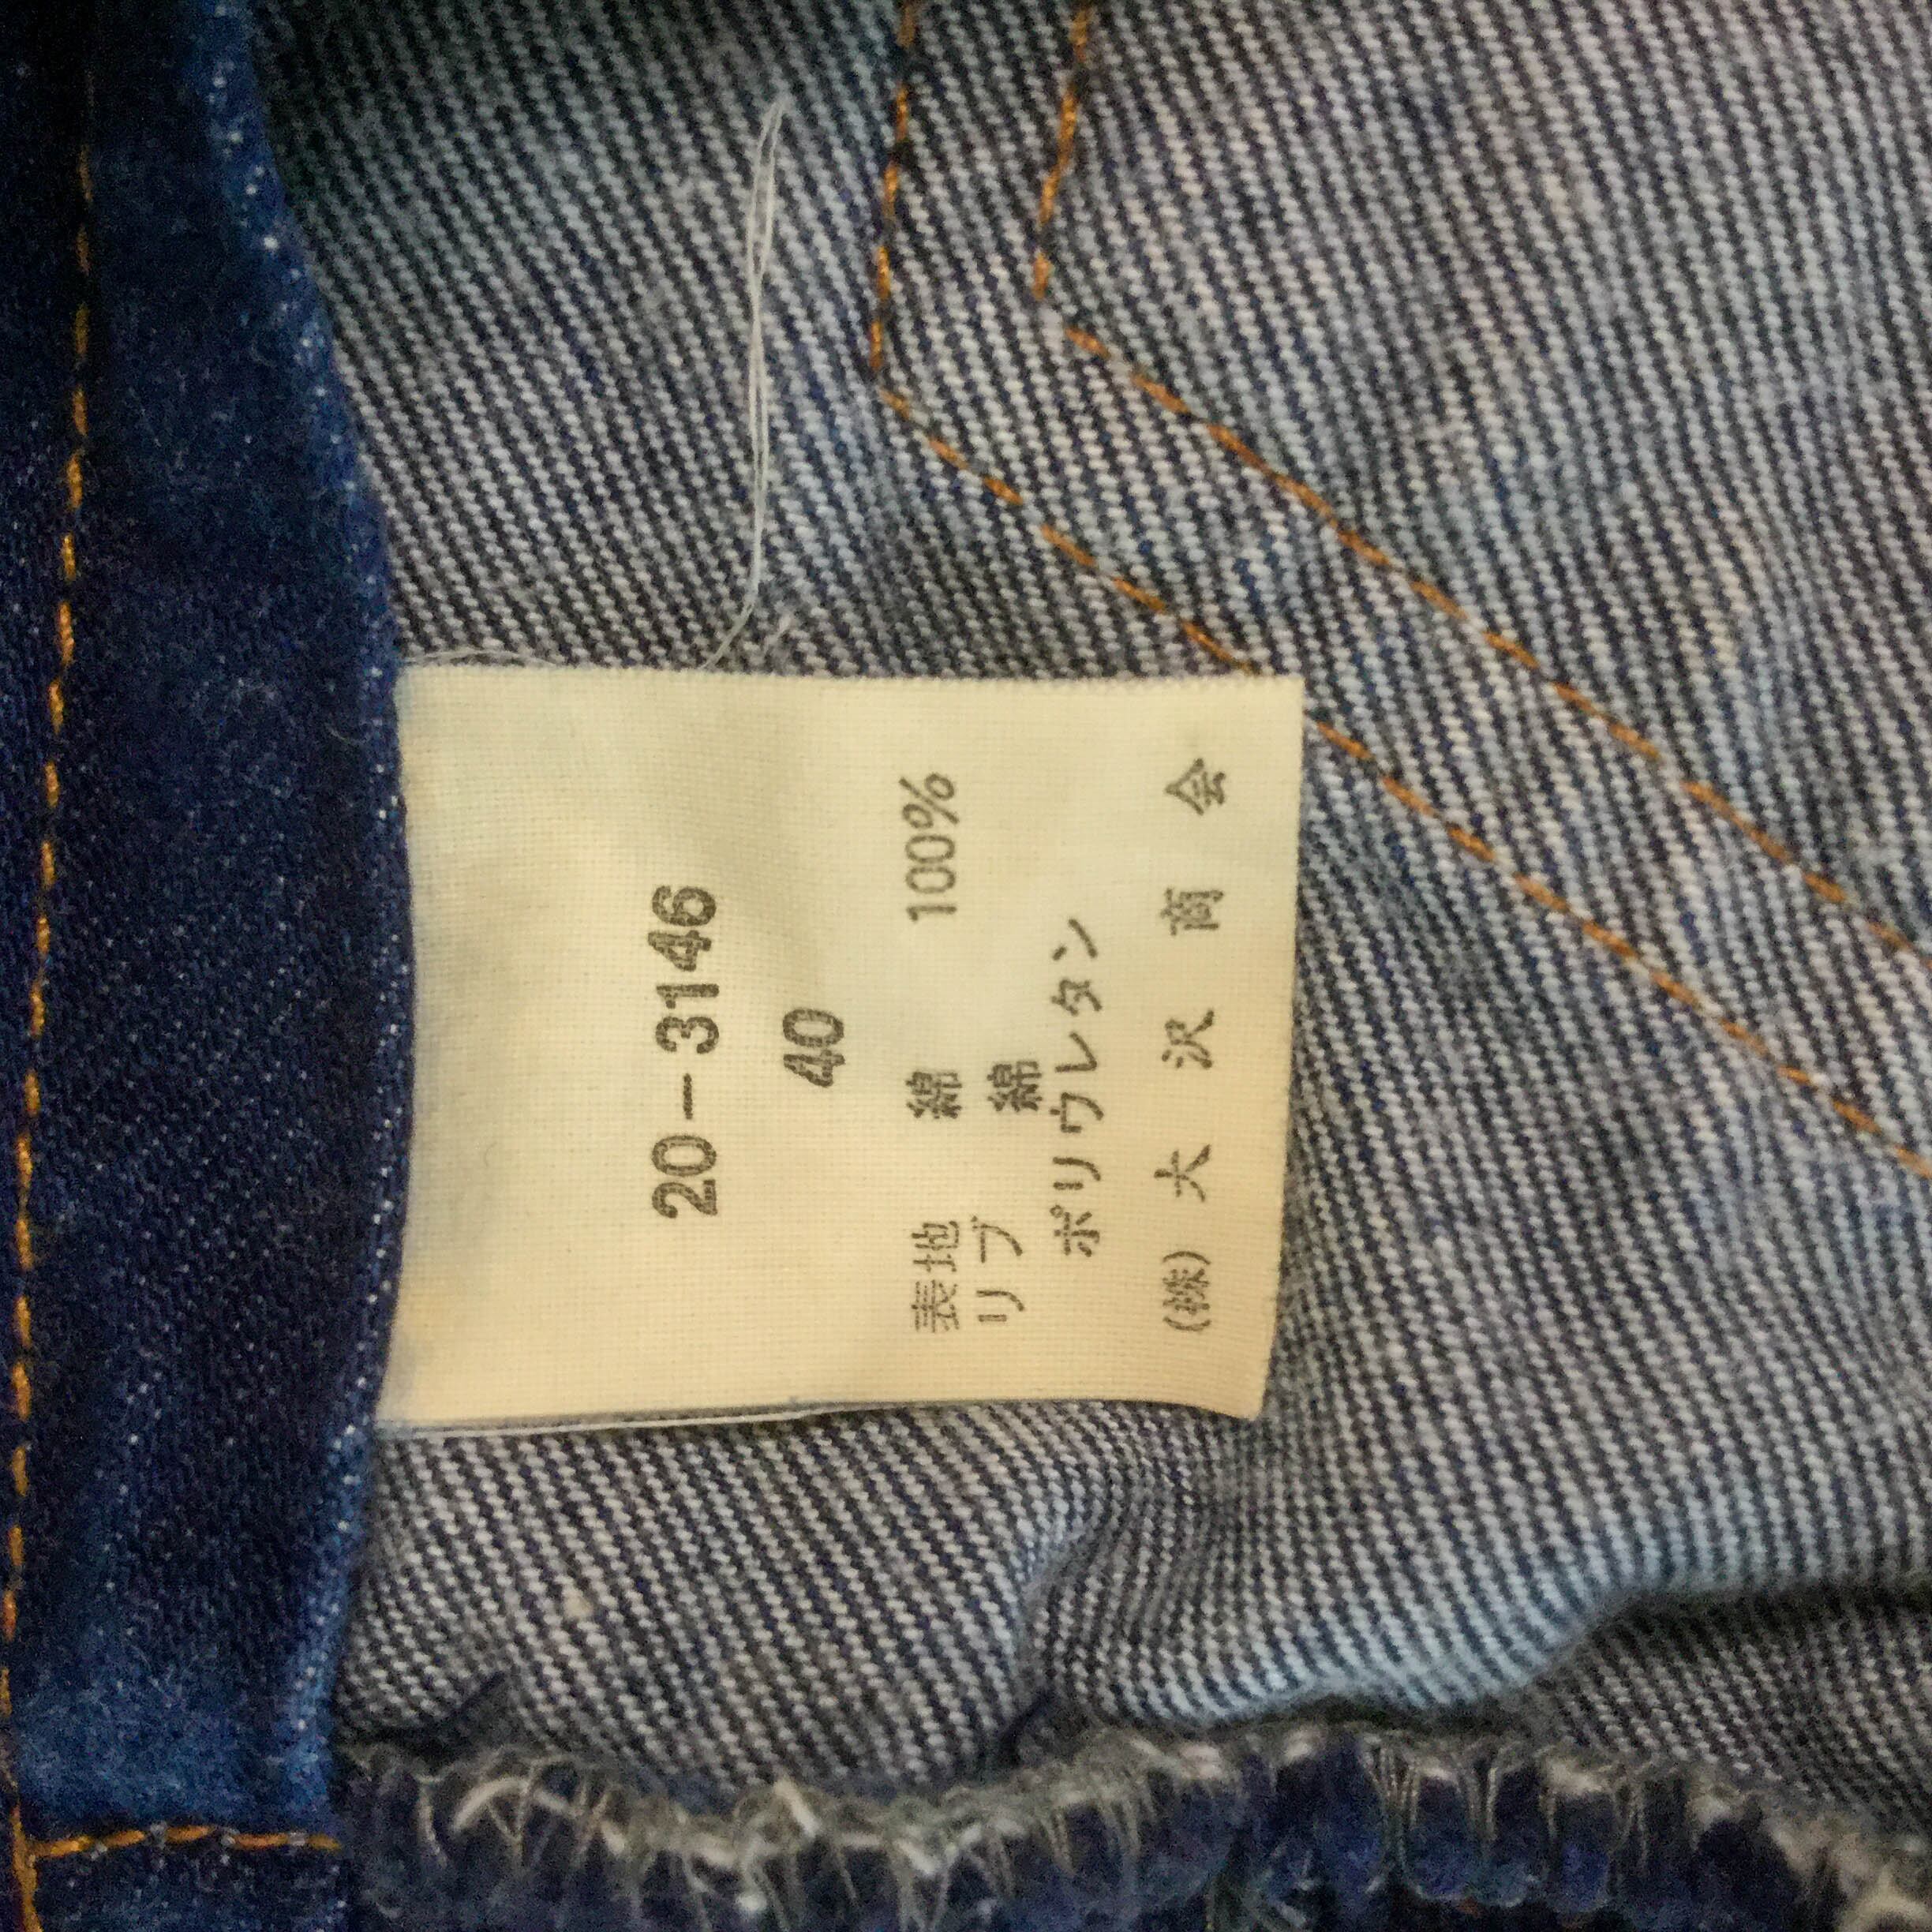 20-3146
40
表地 綿 100%
リブ 綿
ポリウレタン
(株) 大沢商会